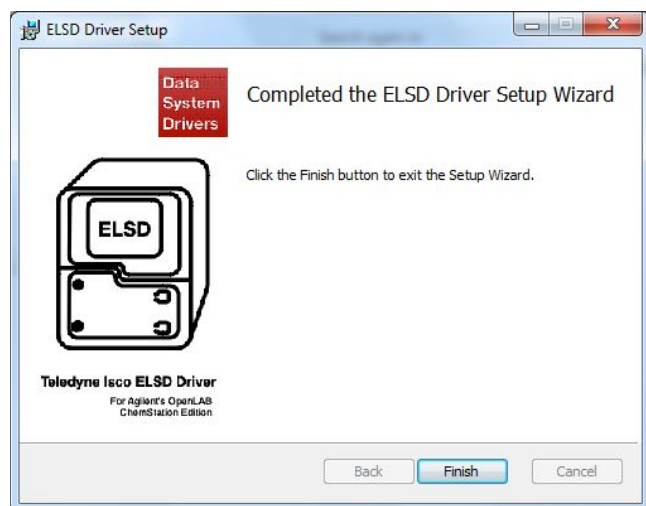 ELSD Driver Setup
Data
System
Drivers
Completed the ELSD Driver Setup Wizard
Click the Finish button to exit the Setup Wizard.
ELSD
Teledyne Isco ELSD Driver
For Agilent's OpenLAB
ChemStation Edition
Back
Finish
Cancel